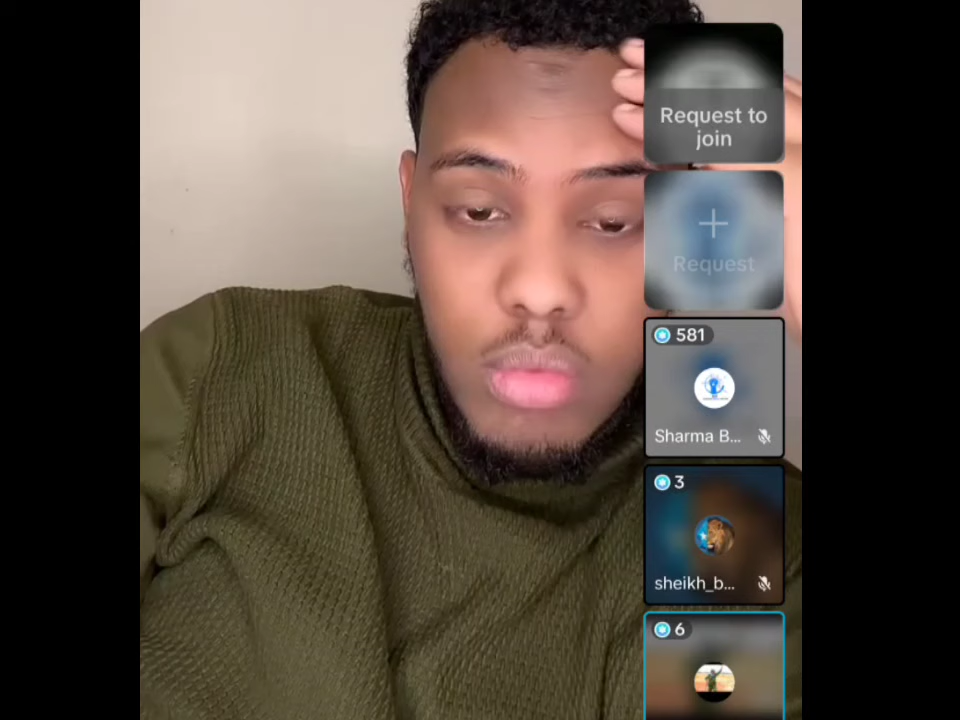 Request to
join
Request
581
Sharma B...
3
sheikh_b...
6